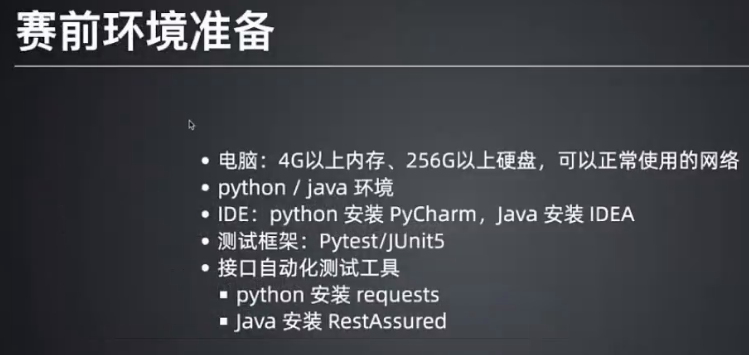 赛前环境准备
• 电脑：4G以上内存、256G以上硬盘，可以正常使用的网络
• python / java 环境
• IDE：python 安装 PyCharm，Java 安装 IDEA
• 测试框架：Pytest/JUnit5
• 接口自动化测试工具
▪ python 安装 requests
▪ Java 安装 RestAssured